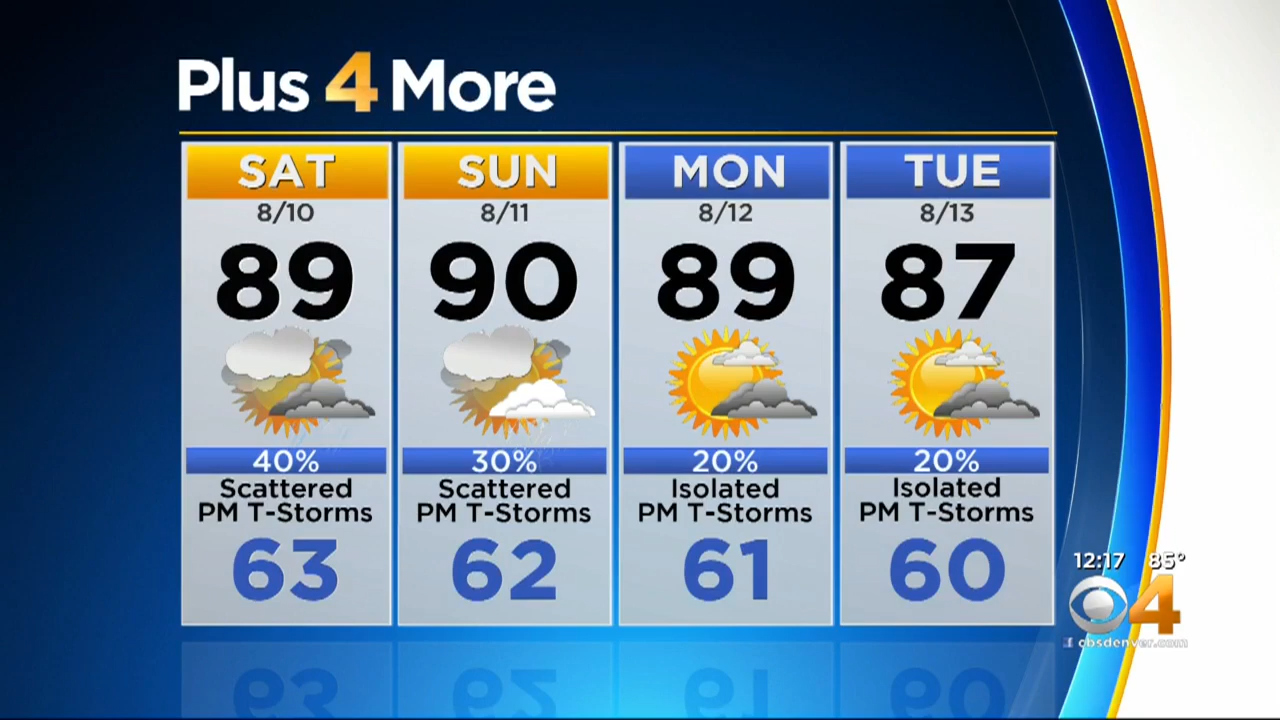 Plus 4 More
SAT
8/10
89
40%
Scattered
PM T-Storms
63
SUN
8/11
90
30%
Scattered
PM T-Storms
62
MON
8/12
89
20%
Isolated
PM T-Storms
61
TUE
8/13
87
20%
Isolated
PM T-Storms
60
12:17 85°
4
cbsdenver.com